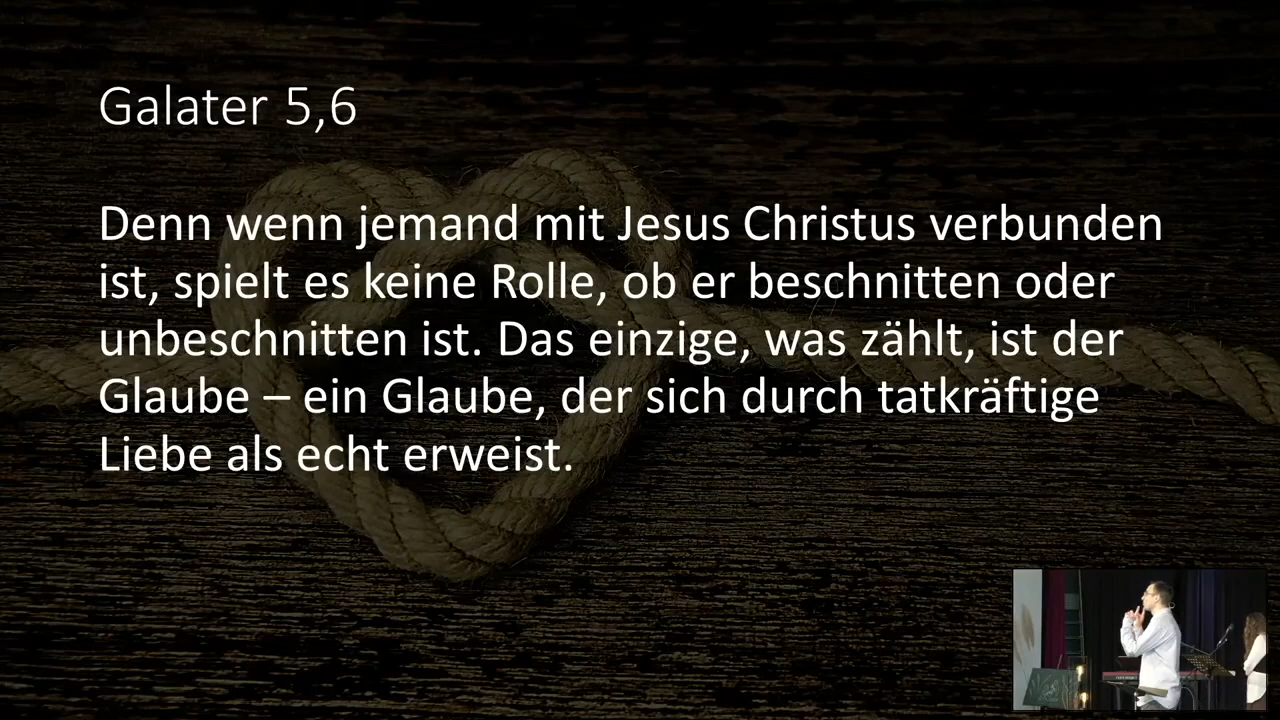 Galater 5,6
Denn wenn jemand mit Jesus Christus verbunden
ist, spielt es keine Rolle, ob er beschnitten oder
unbeschnitten ist. Das einzige, was zählt, ist der
Glaube – ein Glaube, der sich durch tatkräftige
Liebe als echt erweist.